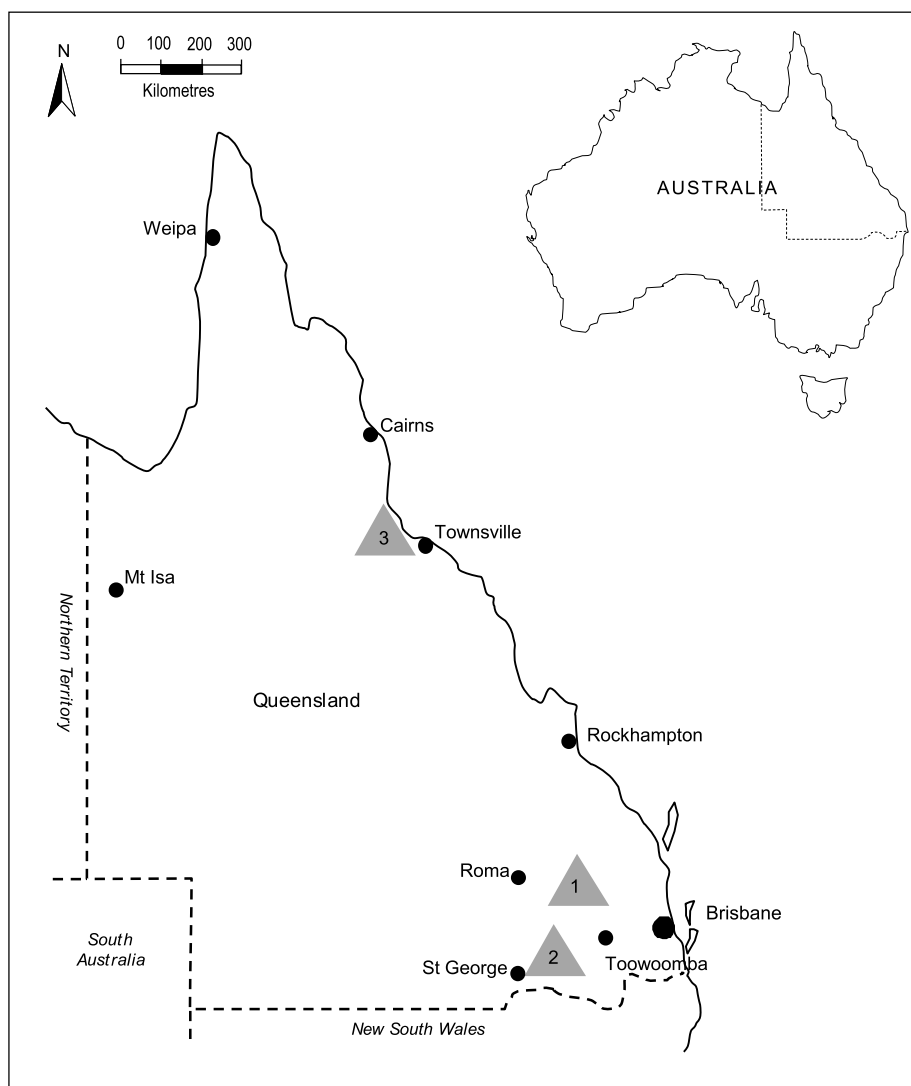 N
0 100 200 300
Kilometres
AUSTRALIA
Weipa
Cairns
3
Townsville
Mt Isa
Northern Territory
Queensland
Rockhampton
Roma
1
Brisbane
South
Australia
2
St George
Toowoomba
New South Wales